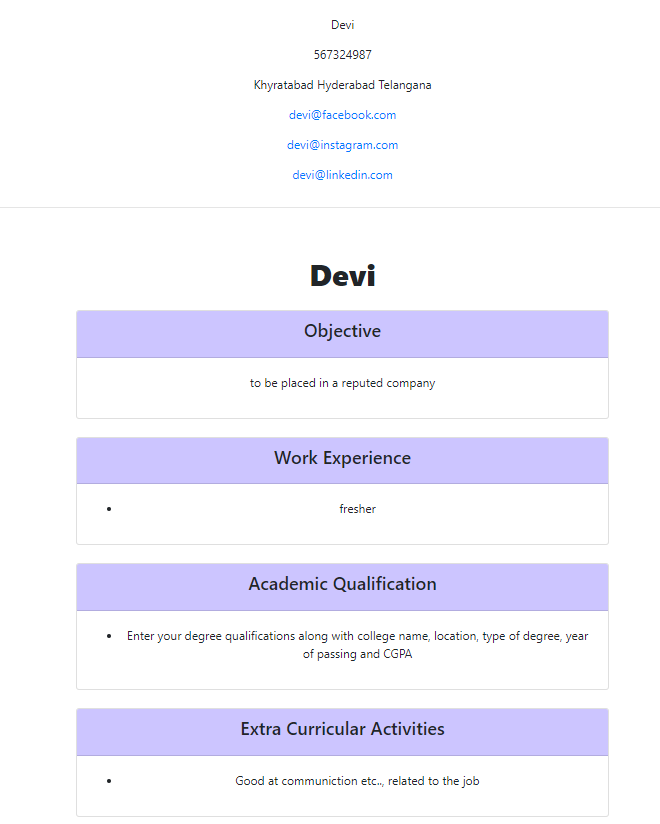 Devi
567324987
Khyratabad Hyderabad Telangana
devi@facebook.com
devi@instagram.com
devi@linkedin.com
Devi
Objective
to be placed in a reputed company
Work Experience
fresher
Academic Qualification
Enter your degree qualifications along with college name, location, type of degree, year
of passing and CGPA
Extra Curricular Activities
Good at communiction etc.., related to the job